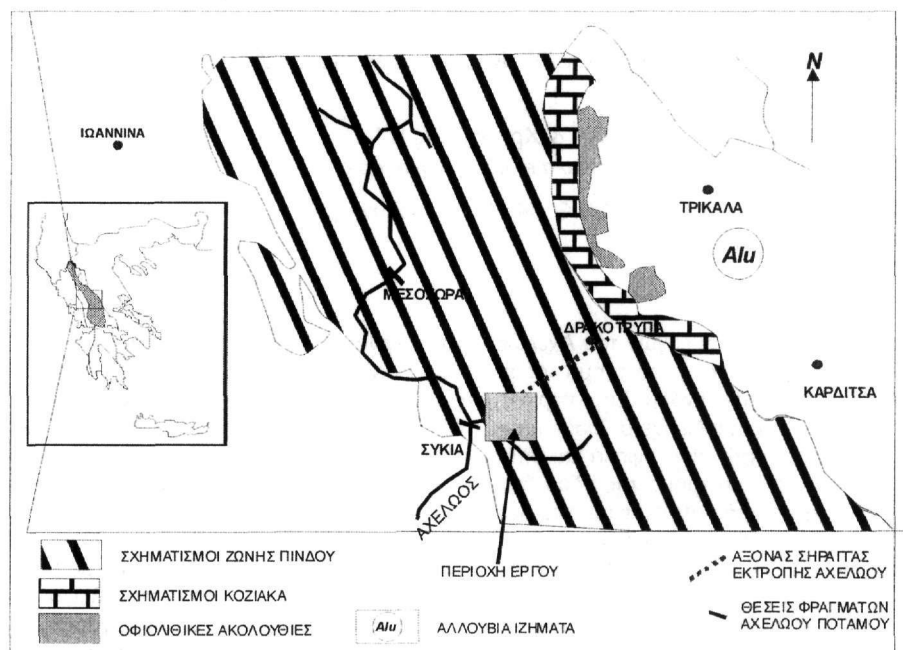 N
ΙΩΑΝΝΙΝΑ
ΤΡΙΚΑΛΑ
Alu
ΜΕΣΟΧΩΡΑ
ΔΡΑΚΟΤΡΥΠΑ
ΚΑΡΔΙΤΣΑ
ΣΥΚΙΑ
ΑΧΕΛΩΟΣ
ΠΕΡΙΟΧΗ ΕΡΓΟΥ
ΣΧΗΜΑΤΙΣΜΟΙ ΖΩΝΗΣ ΠΙΝΔΟΥ
ΣΧΗΜΑΤΙΣΜΟΙ ΚΟΖΙΑΚΑ
ΟΦΙΟΛΙΘΙΚΕΣ ΑΚΟΛΟΥΘΙΕΣ
Alu
ΑΛΛΟΥΒΙΑ ΙΖΗΜΑΤΑ
ΑΞΟΝΑΣ ΣΗΡΑΓΓΑΣ
ΕΚΤΡΟΠΗΣ ΑΧΕΛΩΟΥ
ΘΕΣΕΙΣ ΦΡΑΓΜΑΤΩΝ
ΑΧΕΛΩΟΥ ΠΟΤΑΜΟΥ